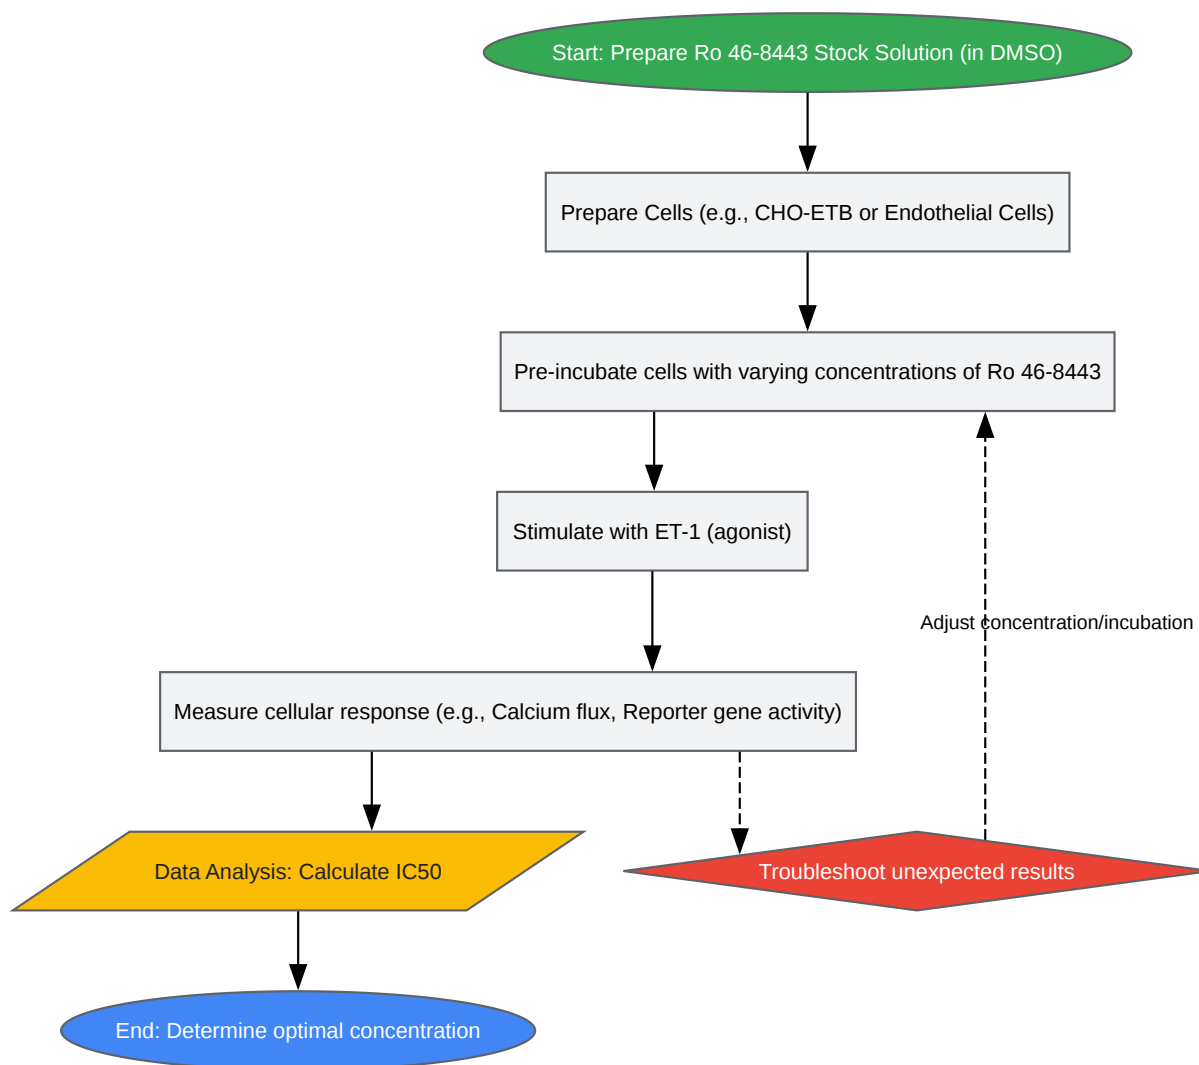 Start: Prepare Ro 46-8443 Stock Solution (in DMSO)
Prepare Cells (e.g., CHO-ETB or Endothelial Cells)
Pre-incubate cells with varying concentrations of Ro 46-8443
Stimulate with ET-1 (agonist)
Adjust concentration/incubation
Measure cellular response (e.g., Calcium flux, Reporter gene activity)
Data Analysis: Calculate IC50
Troubleshoot unexpected results
End: Determine optimal concentration